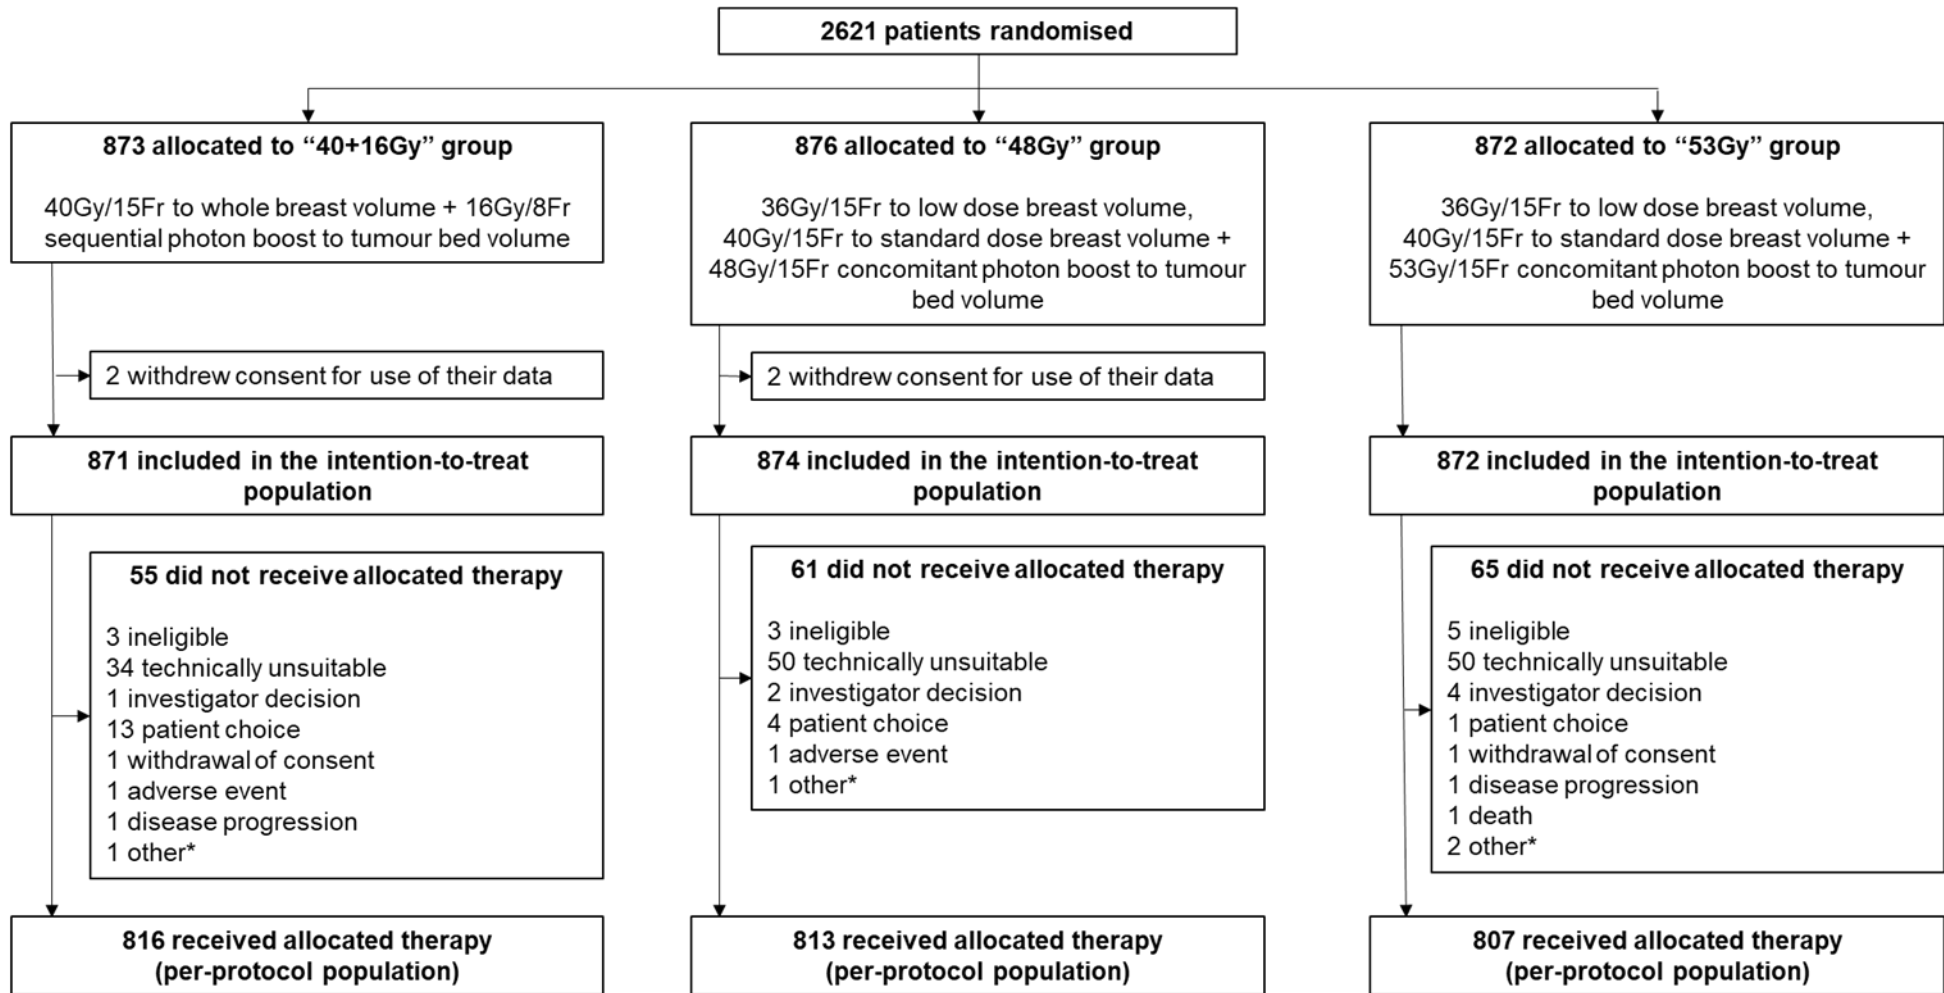 2621 patients randomised
873 allocated to “40+16Gy” group
40Gy/15Fr to whole breast volume + 16Gy/8Fr
sequential photon boost to tumour bed volume
876 allocated to “48Gy” group
36Gy/15Fr to low dose breast volume,
40Gy/15Fr to standard dose breast volume +
48Gy/15Fr concomitant photon boost to tumour
bed volume
872 allocated to “53Gy” group
36Gy/15Fr to low dose breast volume,
40Gy/15Fr to standard dose breast volume +
53Gy/15Fr concomitant photon boost to tumour
bed volume
2 withdrew consent for use of their data
2 withdrew consent for use of their data
871 included in the intention-to-treat
population
874 included in the intention-to-treat
population
872 included in the intention-to-treat
population
55 did not receive allocated therapy
3 ineligible
34 technically unsuitable
1 investigator decision
13 patient choice
1 withdrawal of consent
1 adverse event
1 disease progression
1 other*
61 did not receive allocated therapy
3 ineligible
50 technically unsuitable
2 investigator decision
4 patient choice
1 adverse event
1 other*
65 did not receive allocated therapy
5 ineligible
50 technically unsuitable
4 investigator decision
1 patient choice
1 withdrawal of consent
1 disease progression
1 death
2 other*
816 received allocated therapy
(per-protocol population)
813 received allocated therapy
(per-protocol population)
807 received allocated therapy
(per-protocol population)